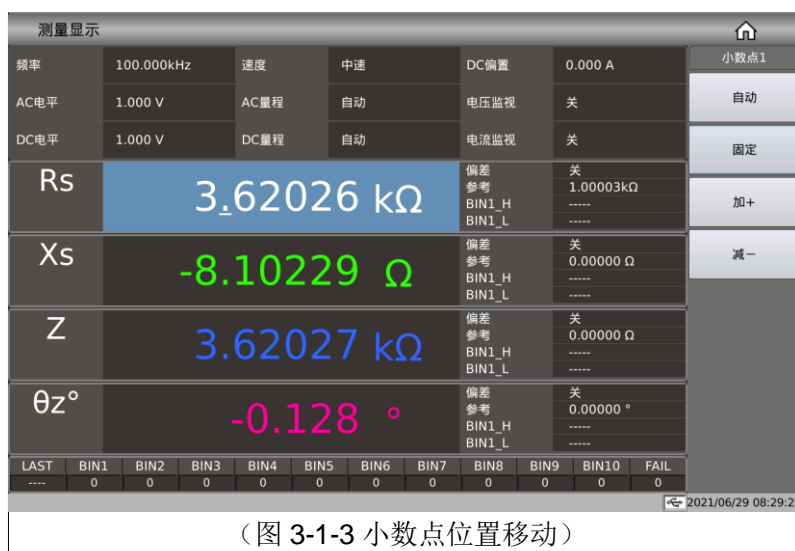 测量显示
小数点1
频率 100.000kHz 速度 中速 DC偏置 0.000 A
自动
AC电平 1.000 V AC量程 自动 电压监视 关
DC电平 1.000 V DC量程 自动 电流监视 关
固定
Rs 3.62026 kΩ
偏差 关
参考 1.00003kΩ
BIN1_H -----
BIN1_L -----
加+
Xs -8.10229 Ω
偏差 关
参考 0.00000 Ω
BIN1_H -----
BIN1_L -----
减－
Z 3.62027 kΩ
偏差 关
参考 0.00000 Ω
BIN1_H -----
BIN1_L -----
θz° -0.128 °
偏差 关
参考 0.00000 °
BIN1_H -----
BIN1_L -----
LAST BIN1 BIN2 BIN3 BIN4 BIN5 BIN6 BIN7 BIN8 BIN9 BIN10 FAIL
---- 0 0 0 0 0 0 0 0 0 0 0
2021/06/29 08:29:2
（图 3-1-3 小数点位置移动）